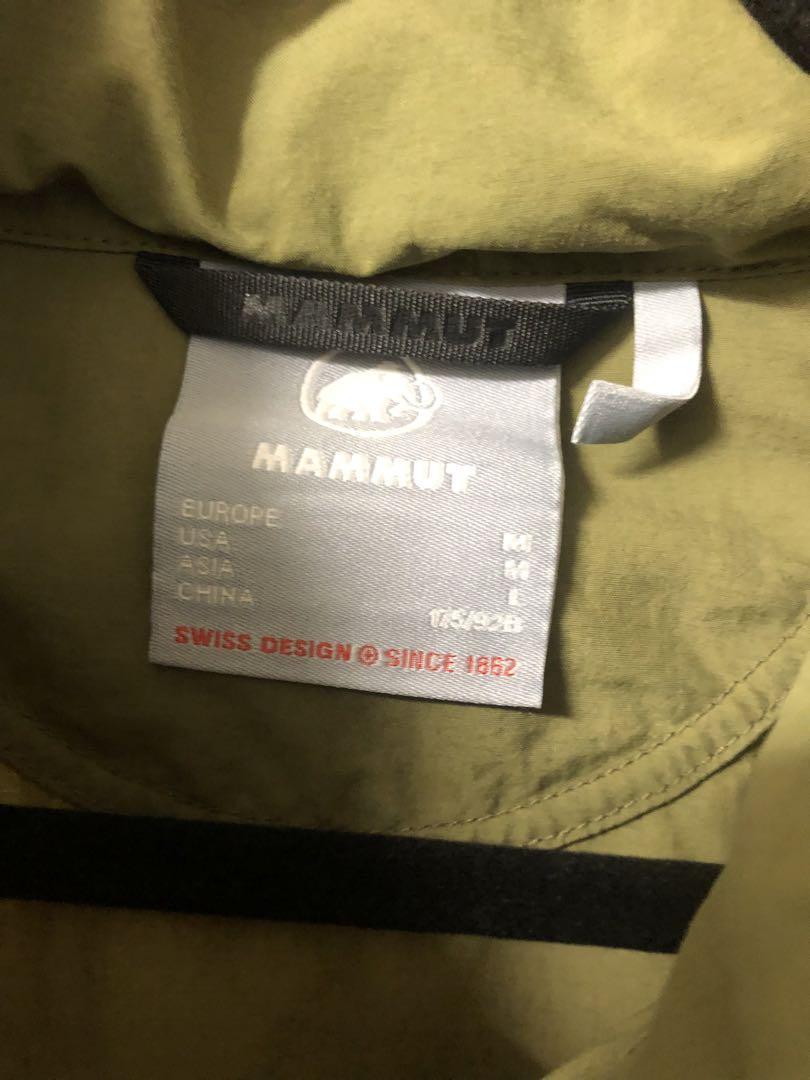 MAMMUT
MAMMUT
EUROPE M
USA M
ASIA L
CHINA 175/92B
SWISS DESIGN SINCE 1862